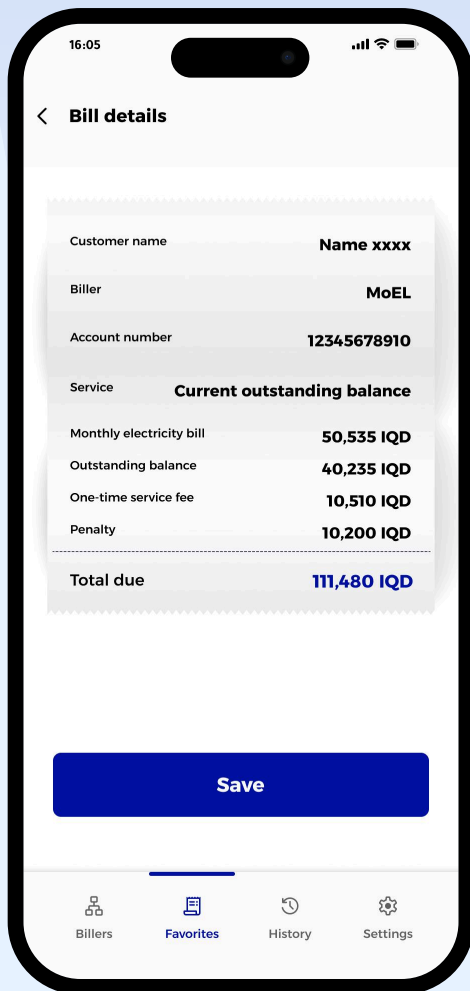 16:05
Bill details
Customer name Name xxxx
Biller MoEL
Account number 12345678910
Service Current outstanding balance
Monthly electricity bill 50,535 IQD
Outstanding balance 40,235 IQD
One-time service fee 10,510 IQD
Penalty 10,200 IQD
Total due 111,480 IQD
Save
Billers Favorites History Settings